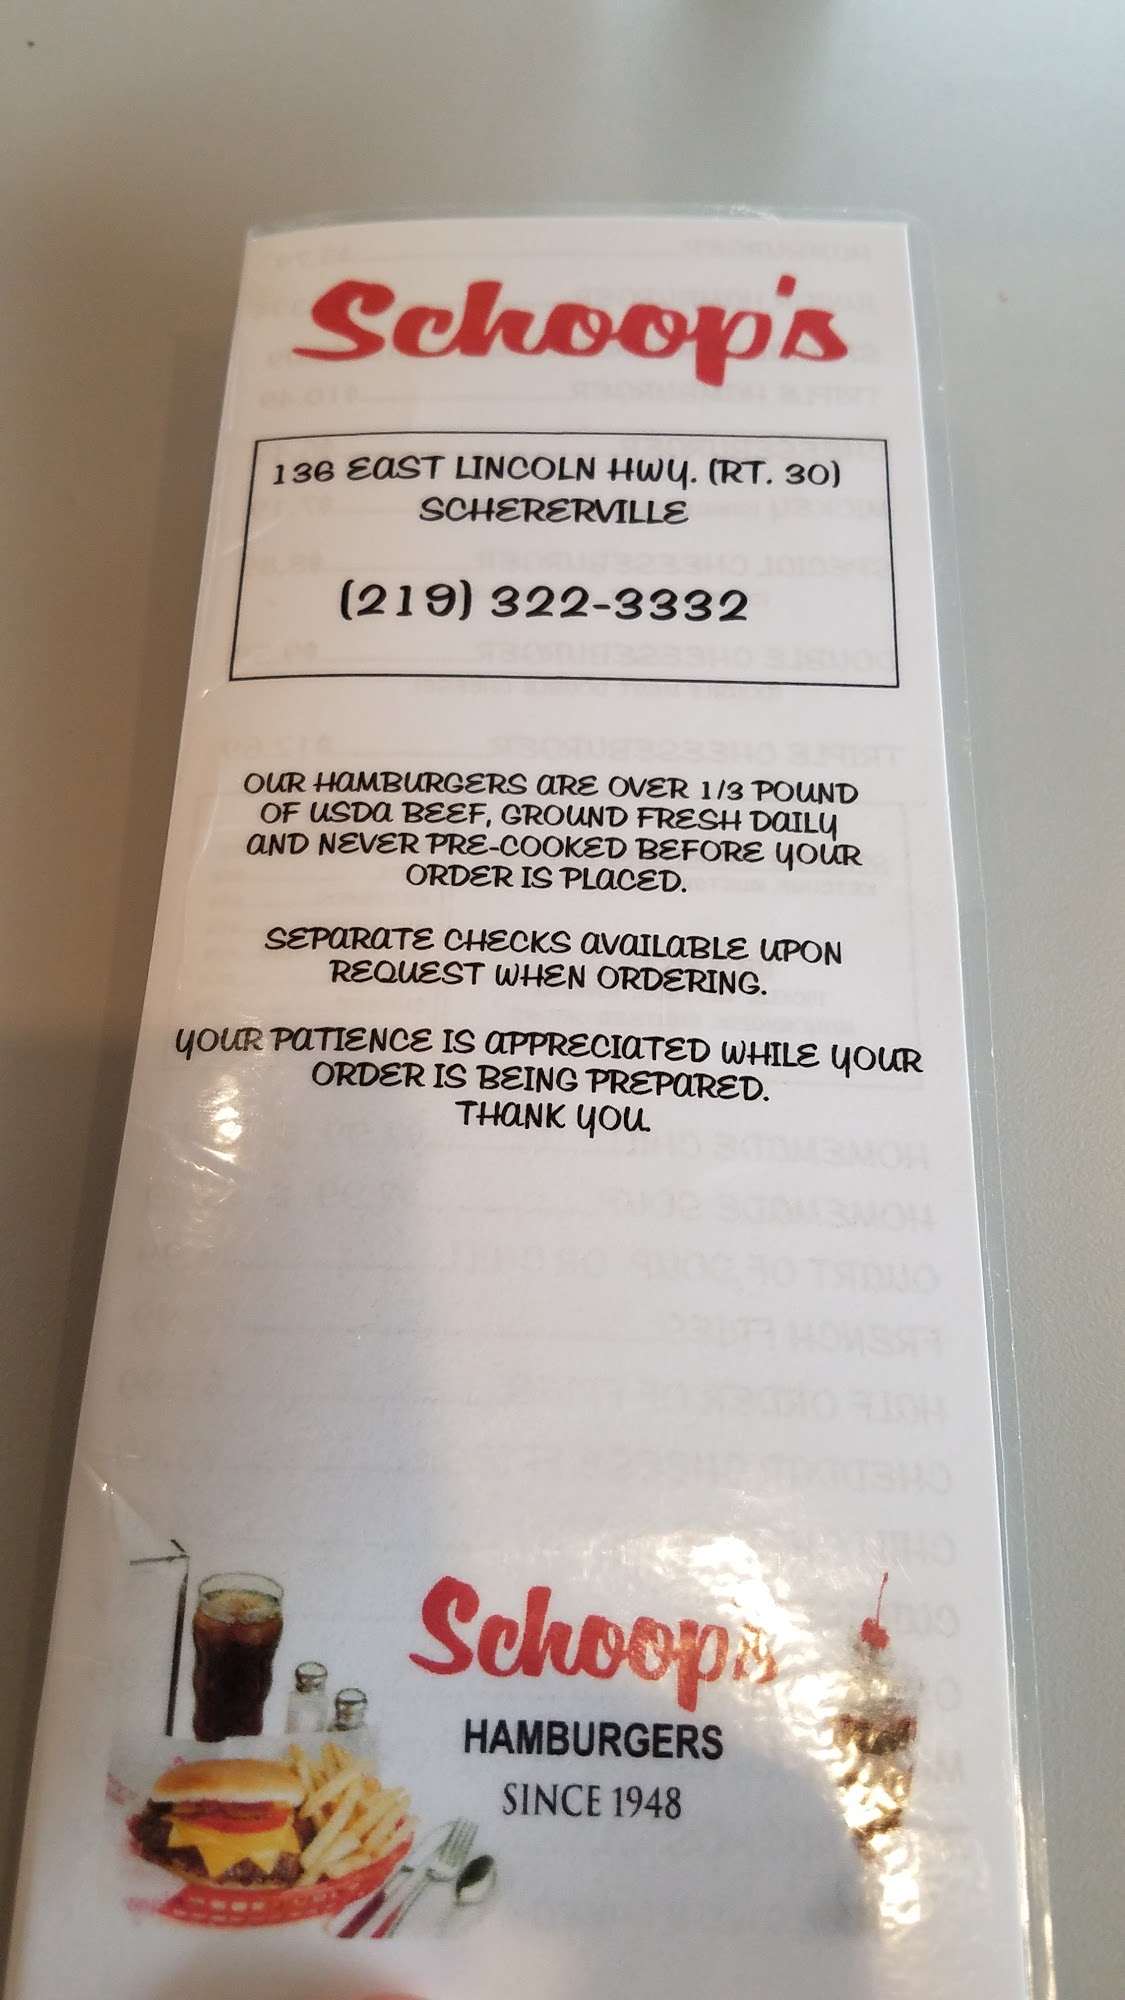 Schoop's
136 EAST LINCOLN HWY. (RT. 30)
SCHERERVILLE
(219) 322-3332
OUR HAMBURGERS ARE OVER 1/3 POUND
OF USDA BEEF, GROUND FRESH DAILY
AND NEVER PRE-COOKED BEFORE YOUR
ORDER IS PLACED.
SEPARATE CHECKS AVAILABLE UPON
REQUEST WHEN ORDERING.
YOUR PATIENCE IS APPRECIATED WHILE YOUR
ORDER IS BEING PREPARED.
THANK YOU.
Schoop's
HAMBURGERS
SINCE 1948